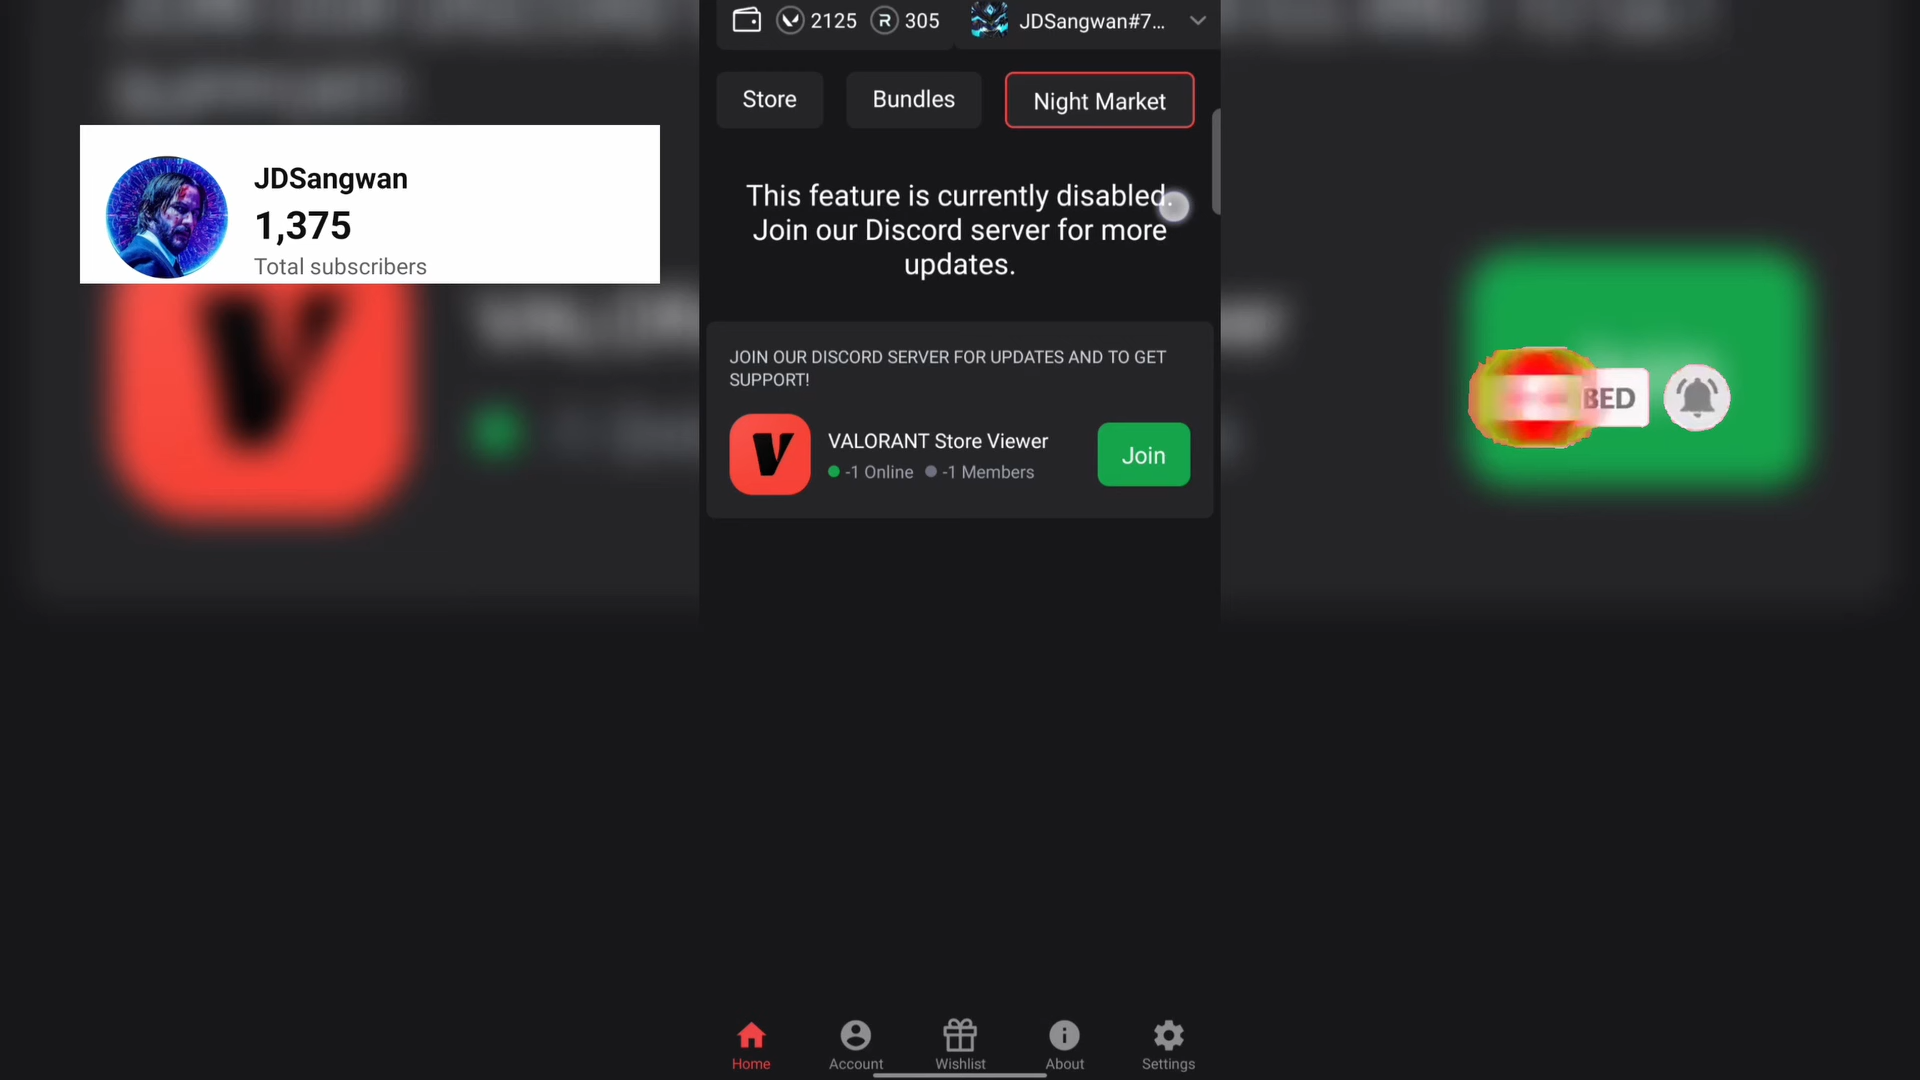 2125 R 305 JDSangwan#7...
Store Bundles Night Market
JDSangwan
1,375
Total subscribers
This feature is currently disabled.
Join our Discord server for more
updates.
JOIN OUR DISCORD SERVER FOR UPDATES AND TO GET
SUPPORT!
VALORANT Store Viewer
-1 Online -1 Members
Join
BED
Home Account Wishlist About Settings